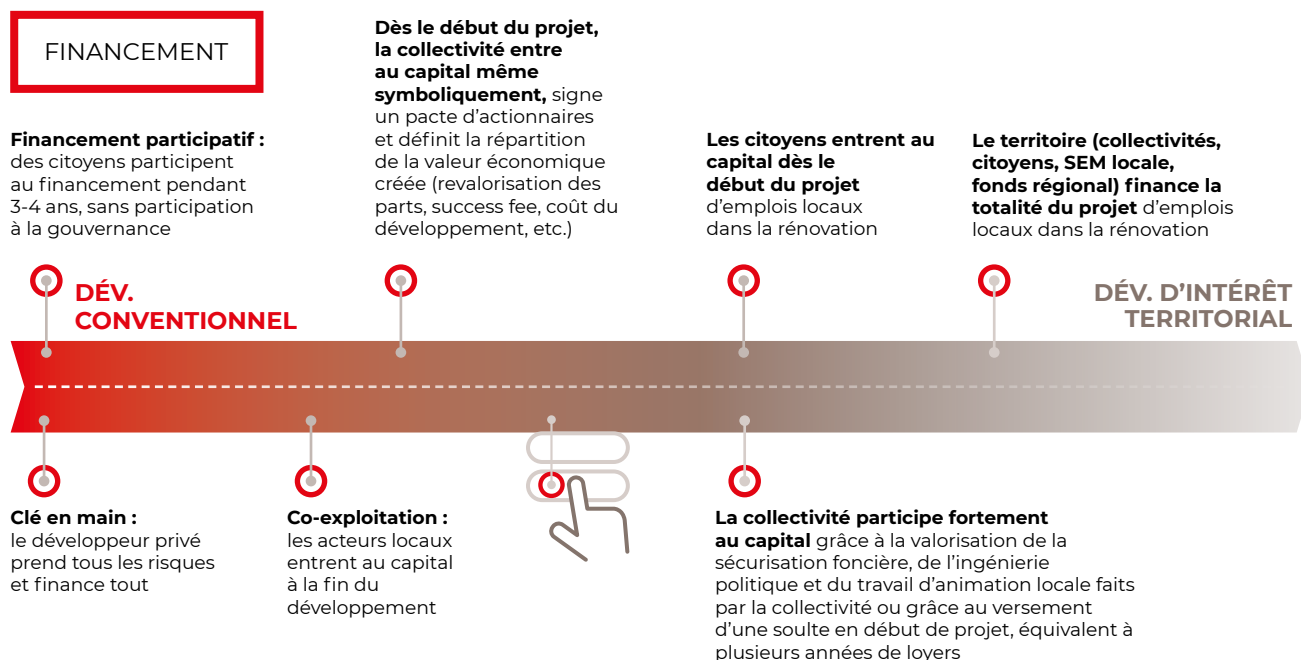 FINANCEMENT
Financement participatif :
des citoyens participent
au financement pendant
3-4 ans, sans participation
à la gouvernance
Dès le début du projet,
la collectivité entre
au capital même
symboliquement, signe
un pacte d'actionnaires
et définit la répartition
de la valeur économique
créée (revalorisation des
parts, success fee, coût du
développement, etc.)
Les citoyens entrent au
capital dès le
début du projet
d'emplois locaux
dans la rénovation
Le territoire (collectivités,
citoyens, SEM locale,
fonds régional) finance la
totalité du projet d'emplois
locaux dans la rénovation
DÉV.
CONVENTIONNEL
DÉV. D'INTÉRÊT
TERRITORIAL
Clé en main :
le développeur privé
prend tous les risques
et finance tout
Co-exploitation :
les acteurs locaux
entrent au capital
à la fin du
développement
La collectivité participe fortement
au capital grâce à la valorisation de la
sécurisation foncière, de l'ingénierie
politique et du travail d'animation locale faits
par la collectivité ou grâce au versement
d'une soulte en début de projet, équivalent à
plusieurs années de loyers